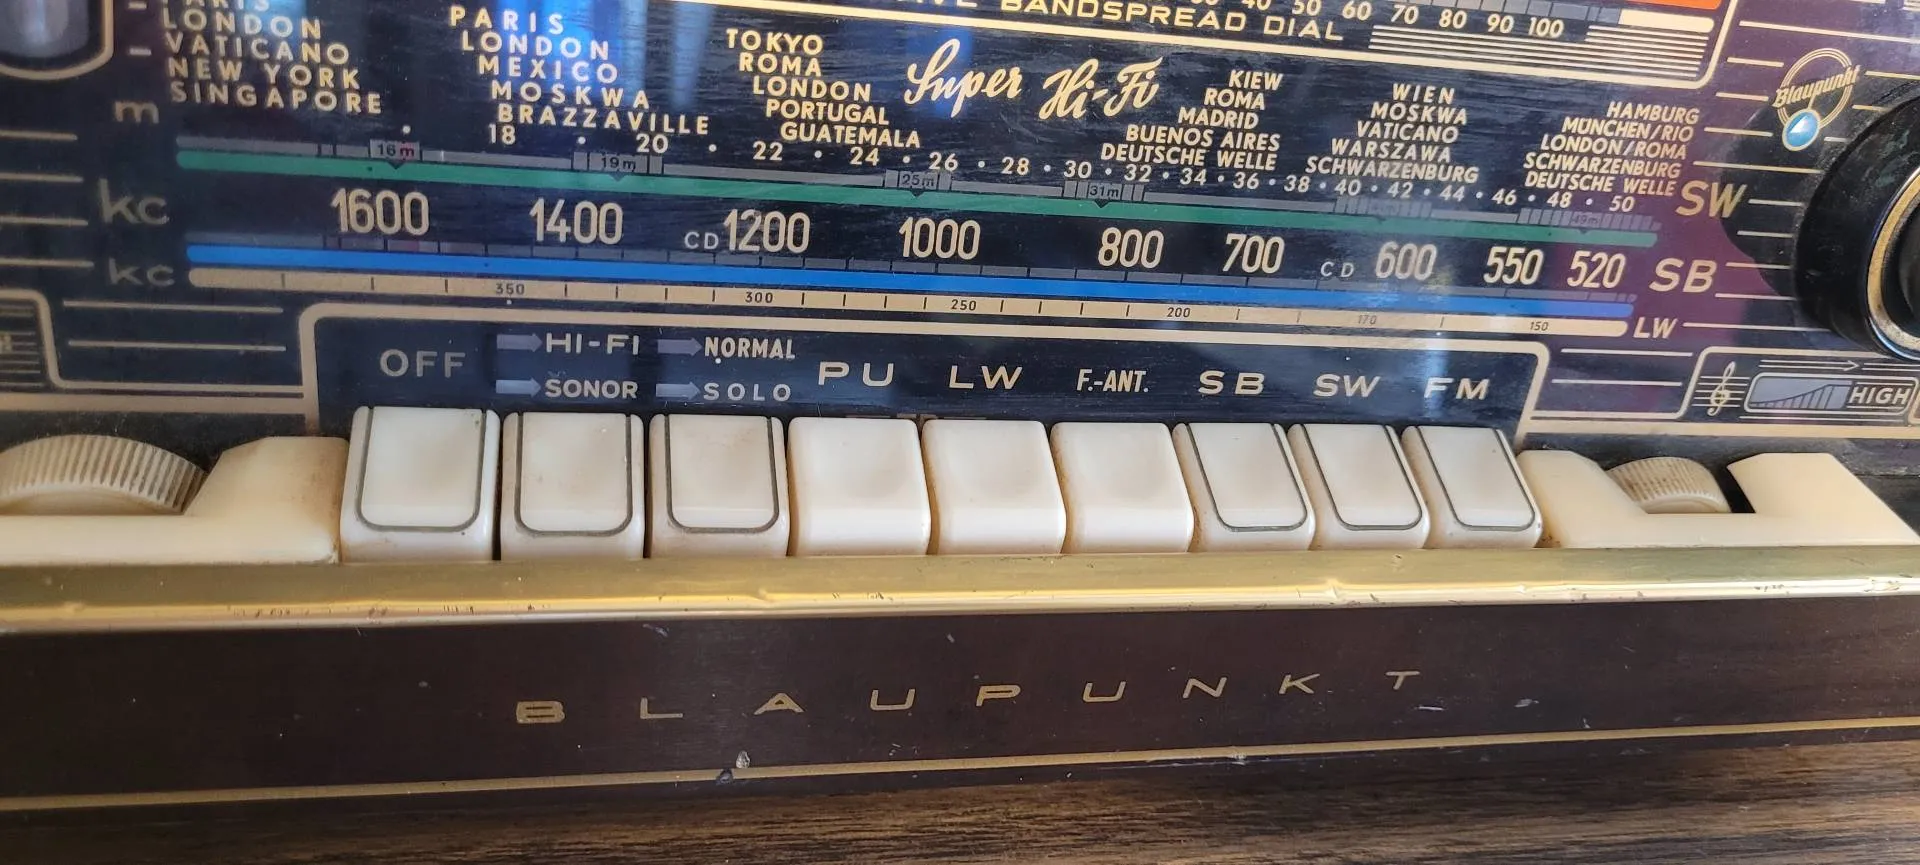 40 50 60 70 80 90 100
BANDSPREAD DIAL
PARIS
LONDON
VATICANO
NEW YORK
SINGAPORE
PARIS
LONDON
MEXICO
MOSKWA
BRAZZAVILLE
TOKYO
ROMA
LONDON
PORTUGAL
GUATEMALA
Super Hi-Fi
KIEW
ROMA
MADRID
BUENOS AIRES
DEUTSCHE WELLE
WIEN
MOSKWA
VATICANO
WARSZAWA
SCHWARZENBURG
HAMBURG
MÜNCHEN/RIO
LONDON/ROMA
SCHWARZENBURG
DEUTSCHE WELLE
Blaupunkt
m 18 • 20 • 22 • 24 • 26 • 28 • 30 • 32 • 34 • 36 • 38 • 40 • 42 • 44 • 46 • 48 • 50 SW
16m 19m 25m 31m 49m
kc 1600 1400 CD 1200 1000 800 700 CD 600 550 520 SB
kc 350 300 250 200 170 150 LW
OFF HI-FI NORMAL PU LW F.-ANT. SB SW FM
SONOR SOLO
HIGH
BLAUPUNKT